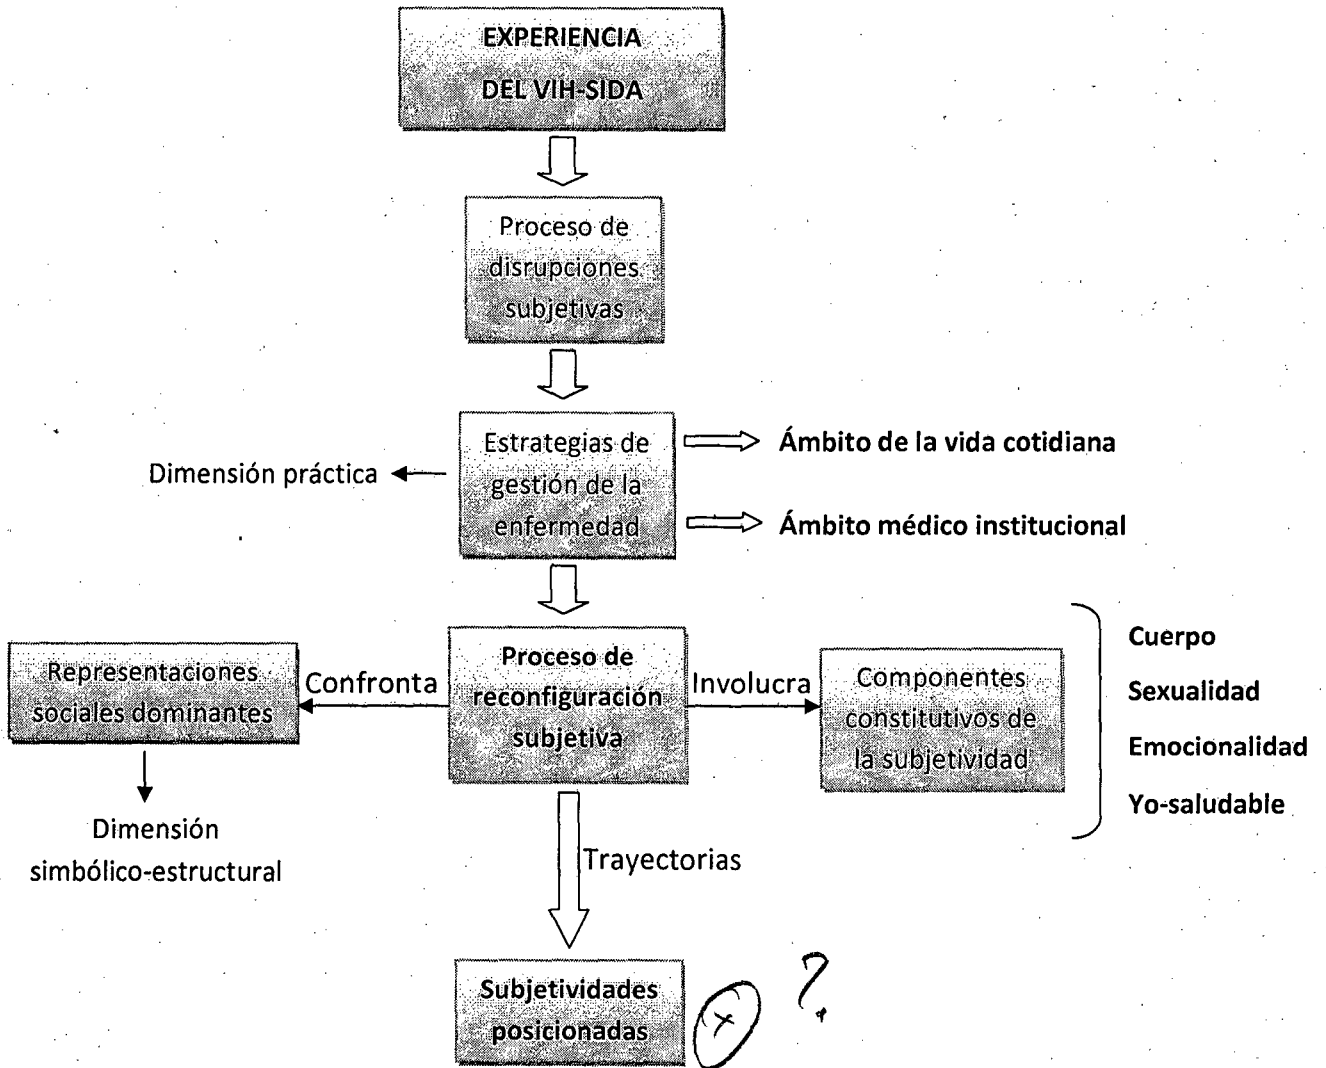 EXPERIENCIA
DEL VIH-SIDA
Proceso de
disrupciones
subjetivas
Estrategias de
gestión de la
enfermedad
Ámbito de la vida cotidiana
Dimensión práctica
Ámbito médico institucional
Representaciones
sociales dominantes
Confronta
Proceso de
reconfiguración
subjetiva
Involucra
Componentes
constitutivos de
la subjetividad
Cuerpo
Sexualidad
Emocionalidad
Yo-saludable
Dimensión
simbólico-estructural
Trayectorias
Subjetividades
posicionadas
+
?